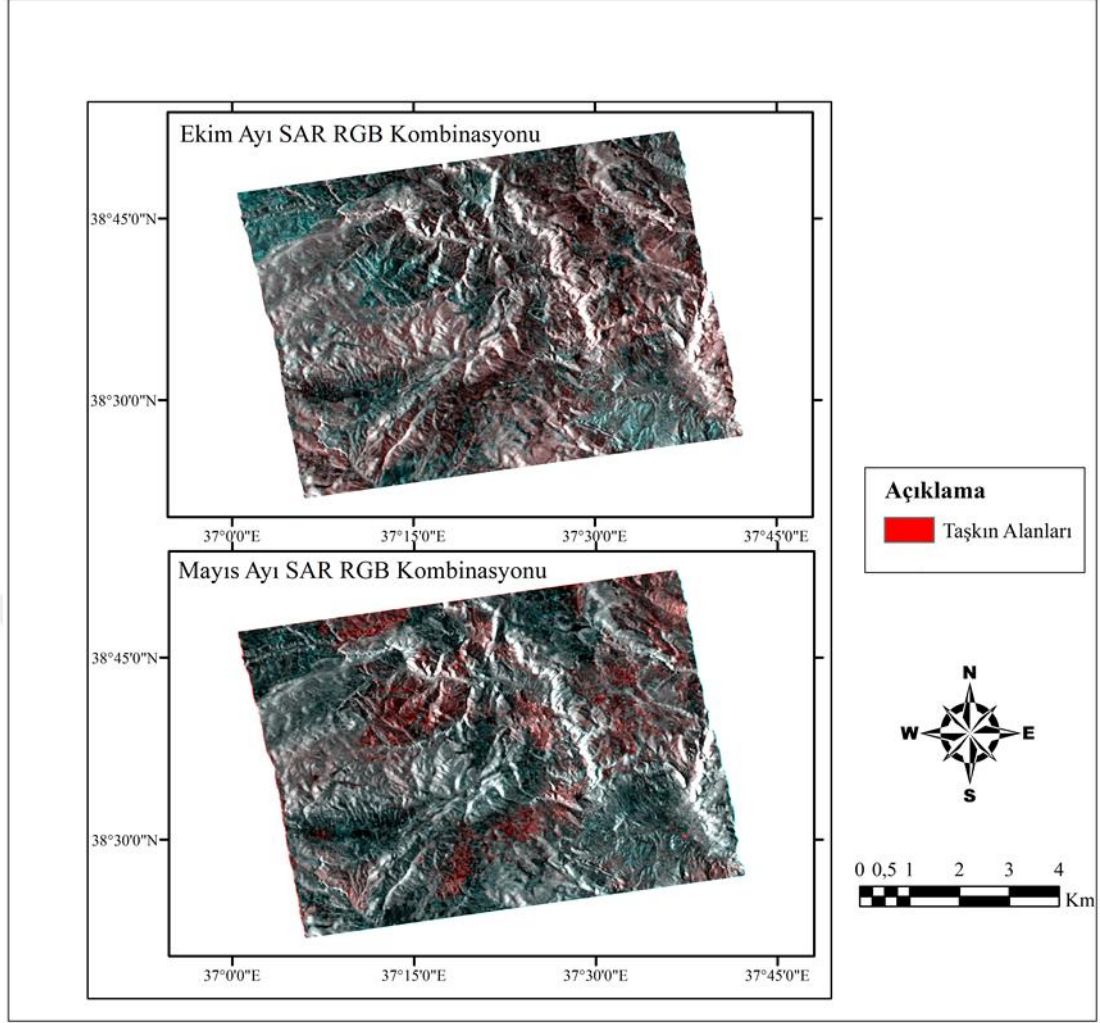 Ekim Ayı SAR RGB Kombinasyonu
38°45'0"N
38°30'0"N
37°0'0"E 37°15'0"E 37°30'0"E 37°45'0"E
Mayıs Ayı SAR RGB Kombinasyonu
38°45'0"N
38°30'0"N
37°0'0"E 37°15'0"E 37°30'0"E 37°45'0"E
Açıklama
Taşkın Alanları
N
W E
S
0 0,5 1 2 3 4
Km